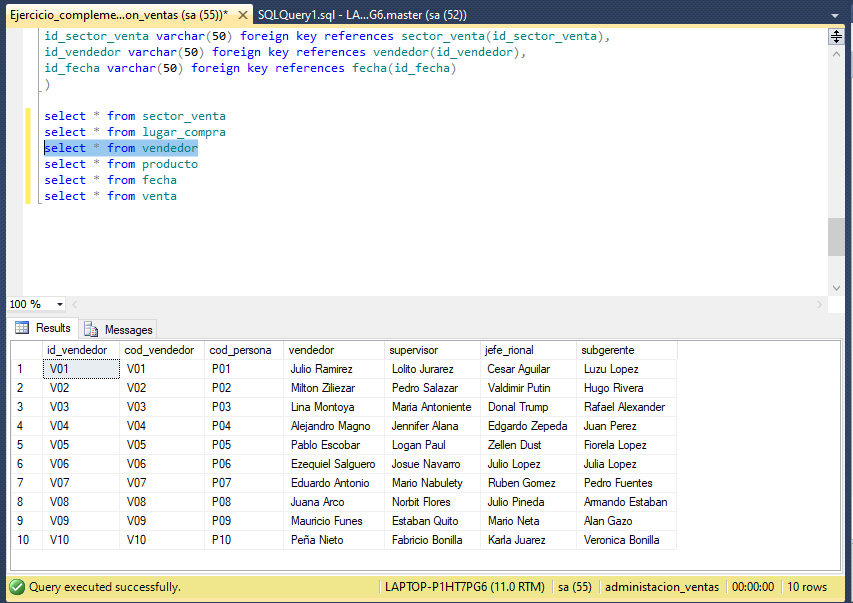 Ejercicio_compleme...on_ventas (sa (55))* SQLQuery1.sql - LA...G6.master (sa (52))
id_sector_venta varchar(50) foreign key references sector_venta(id_sector_venta),
id_vendedor varchar(50) foreign key references vendedor(id_vendedor),
id_fecha varchar(50) foreign key references fecha(id_fecha)
)
select * from sector_venta
select * from lugar_compra
select * from vendedor
select * from producto
select * from fecha
select * from venta
100 %
Results Messages
id_vendedor cod_vendedor cod_persona vendedor supervisor jefe_rional subgerente
1 V01 V01 P01 Julio Ramirez Lolito Jurarez Cesar Aguilar Luzu Lopez
2 V02 V02 P02 Milton Ziliezar Pedro Salazar Valdimir Putin Hugo Rivera
3 V03 V03 P03 Lina Montoya Maria Antoniente Donal Trump Rafael Alexander
4 V04 V04 P04 Alejandro Magno Jennifer Alana Edgardo Zepeda Juan Perez
5 V05 V05 P05 Pablo Escobar Logan Paul Zellen Dust Fiorela Lopez
6 V06 V06 P06 Ezequiel Salguero Josue Navarro Julio Lopez Julia Lopez
7 V07 V07 P07 Eduardo Antonio Mario Nabulety Ruben Gomez Pedro Fuentes
8 V08 V08 P08 Juana Arco Norbit Flores Julio Pineda Armando Estaban
9 V09 V09 P09 Mauricio Funes Estaban Quito Mario Neta Alan Gazo
10 V10 V10 P10 Peña Nieto Fabricio Bonilla Karla Juarez Veronica Bonilla
Query executed successfully. LAPTOP-P1HT7PG6 (11.0 RTM) sa (55) administacion_ventas 00:00:00 10 rows